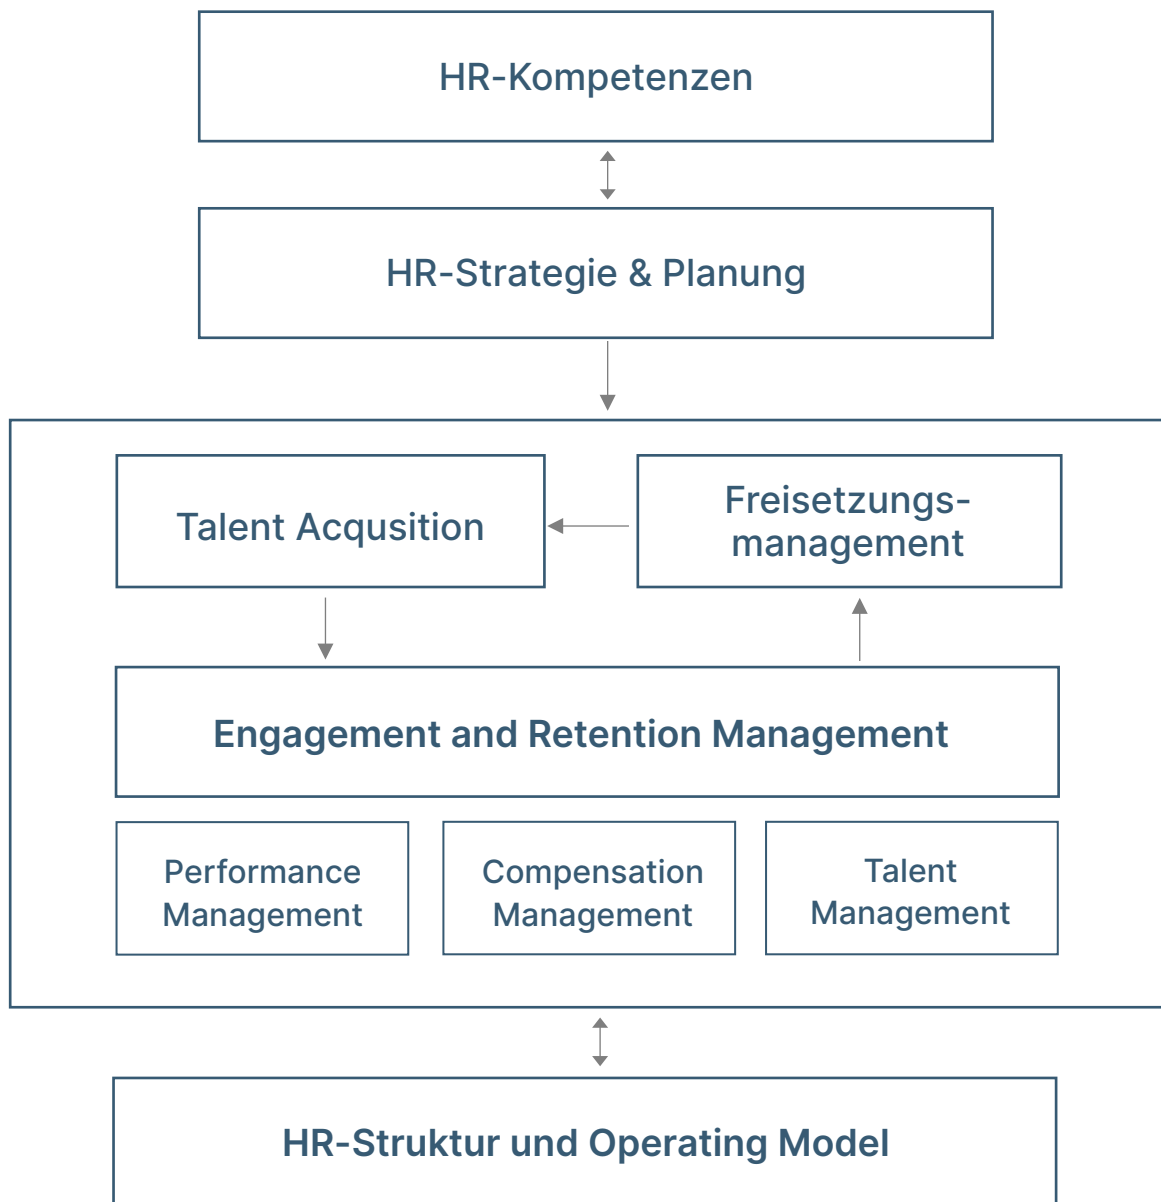 HR-Kompetenzen
HR-Strategie & Planung
Talent Acqusition
Freisetzungs-
management
Engagement and Retention Management
Performance
Management
Compensation
Management
Talent
Management
HR-Struktur und Operating Model